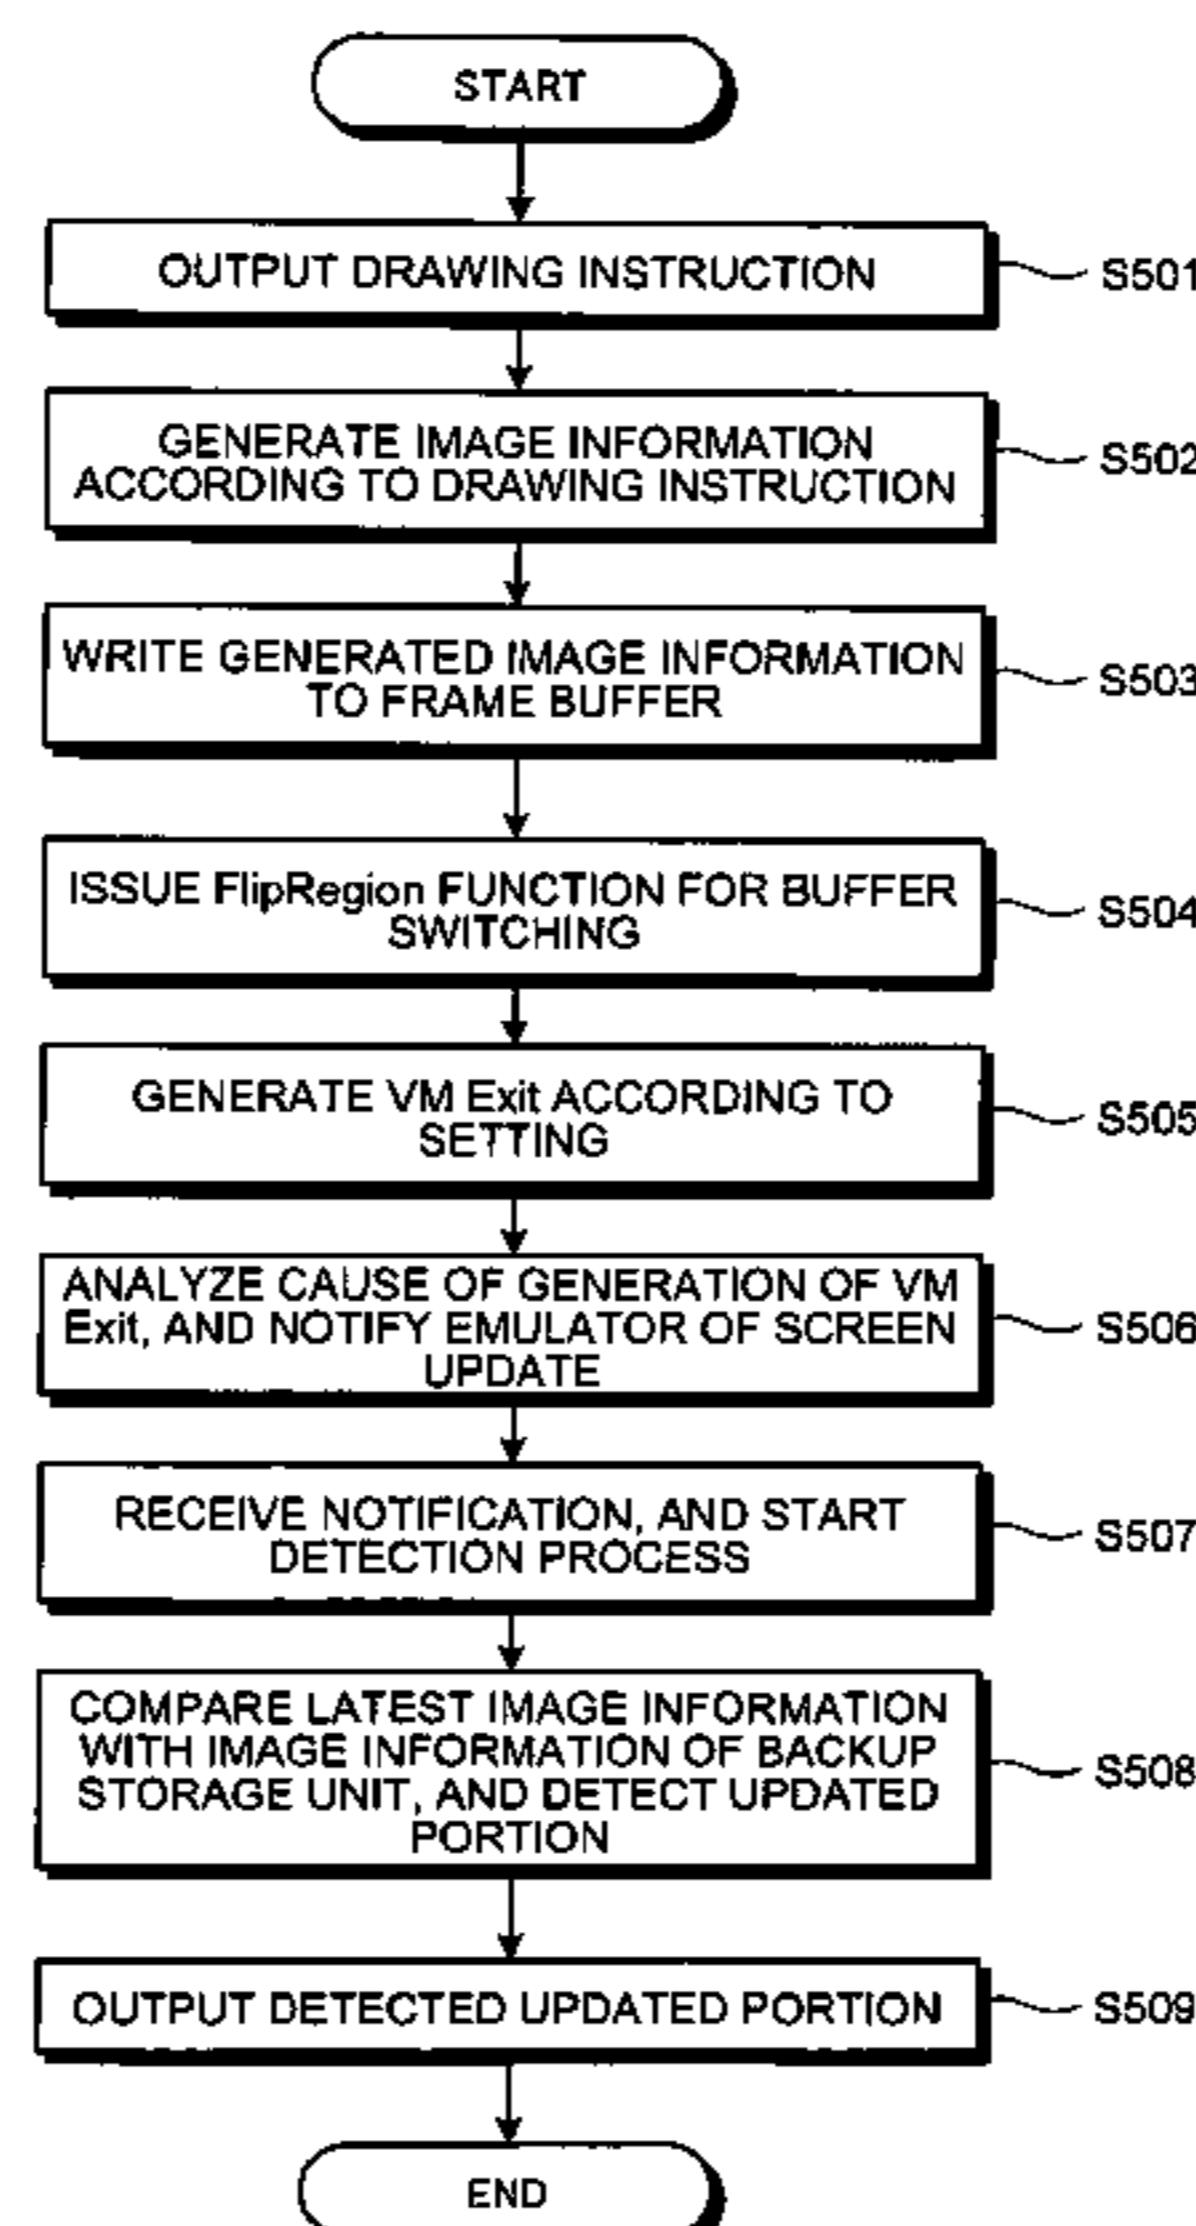 START
OUTPUT DRAWING INSTRUCTION
S501
GENERATE IMAGE INFORMATION
ACCORDING TO DRAWING INSTRUCTION
S502
WRITE GENERATED IMAGE INFORMATION
TO FRAME BUFFER
S503
ISSUE FlipRegion FUNCTION FOR BUFFER
SWITCHING
S504
GENERATE VM Exit ACCORDING TO
SETTING
S505
ANALYZE CAUSE OF GENERATION OF VM
Exit, AND NOTIFY EMULATOR OF SCREEN
UPDATE
S506
RECEIVE NOTIFICATION, AND START
DETECTION PROCESS
S507
COMPARE LATEST IMAGE INFORMATION
WITH IMAGE INFORMATION OF BACKUP
STORAGE UNIT, AND DETECT UPDATED
PORTION
S508
OUTPUT DETECTED UPDATED PORTION
S509
END